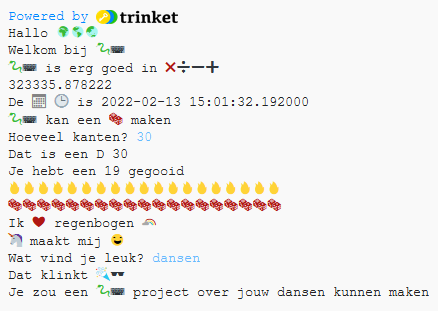 Powered by trinket
Hallo 🌍🌎🌏
Welkom bij 🐍⌨
🐍⌨ is erg goed in ❌➗➖➕
323335.878222
De 📅 🕒 is 2022-02-13 15:01:32.192000
🐍⌨ kan een 🎲 maken
Hoeveel kanten? 30
Dat is een D 30
Je hebt een 19 gegooid
🔥🔥🔥🔥🔥🔥🔥🔥🔥🔥🔥🔥🔥🔥🔥🔥🔥🔥🔥
🎲🎲🎲🎲🎲🎲🎲🎲🎲🎲🎲🎲🎲🎲🎲🎲🎲🎲🎲
Ik ❤ regenbogen 🌈
🦄 maakt mij 😃
Wat vind je leuk? dansen
Dat klinkt ✨🕶
Je zou een 🐍⌨ project over jouw dansen kunnen maken